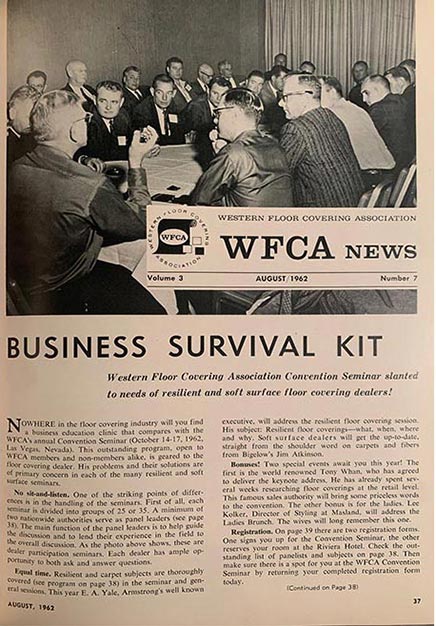 WESTERN FLOOR COVERING ASSOCIATION
WESTERN FLOOR COVERING
WFCA
ASSOCIATION
WFCA NEWS
Volume 3 AUGUST/1962 Number 7
BUSINESS SURVIVAL KIT
Western Floor Covering Association Convention Seminar slanted
to needs of resilient and soft surface floor covering dealers!
NOWHERE in the floor covering industry will you find
a business education clinic that compares with the
WFCA's annual Convention Seminar (October 14-17, 1962,
Las Vegas, Nevada). This outstanding program, open to
WFCA members and non-members alike, is geared to the
floor covering dealer. His problems and their solutions are
of primary concern in each of the many resilient and soft
surface seminars.
No sit-and-listen. One of the striking points of differ-
ences is in the handling of the seminars. First of all, each
seminar is divided into groups of 25 or 35. A minimum of
two nationwide authorities serve as panel leaders (see page
38). The main function of the panel leaders is to help guide
the discussion and to lend their experience in the field to
the overall discussion. As the photo above shows, these are
dealer participation seminars. Each dealer has ample op-
portunity to both ask and answer questions.
Equal time. Resilient and carpet subjects are thoroughly
covered (see program on page 38) in the seminar and gen-
eral sessions. This year E. A. Yale, Armstrong's well known
executive, will address the resilient floor covering session.
His subject: Resilient floor coverings—what, when, where
and why. Soft surface dealers will get the up-to-date,
straight from the shoulder word on carpets and fibers
from Bigelow's Jim Atkinson.
Bonuses! Two special events await you this year! The
first is the world renowned Tony Whan, who has agreed
to deliver the keynote address. He has already spent sev-
eral weeks researching floor coverings at the retail level.
This famous sales authority will bring some priceless words
to the convention. The other bonus is for the ladies. Lee
Kolker, Director of Styling at Masland, will address the
Ladies Brunch. The wives will long remember this one.
Registration. On page 39 there are two registration forms.
One signs you up for the Convention Seminar, the other
reserves your room at the Riviera Hotel. Check the out-
standing list of panelists and subjects on page 38. Then
make sure there is a spot for you at the WFCA Convention
Seminar by returning your completed registration form
today.
(Continued on Page 38)
AUGUST, 1962 37